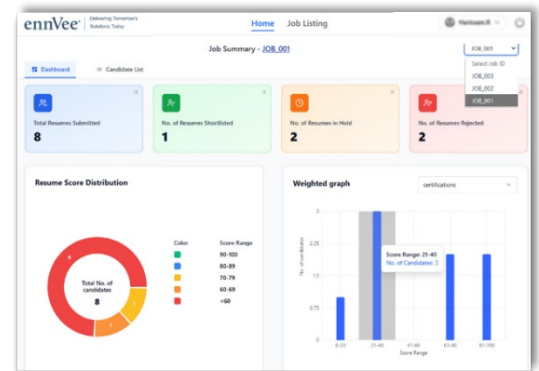 ennVee
Delivering Tomorrow's
Solutions Today
Home
Job Listing
Job Summary - JOB_001
JOB_001
Select Job ID
JOB_003
JOB_002
JOB_001
Dashboard
Candidate List
Total Resumes Submitted
8
No. of Resumes Shortlisted
1
No. of Resumes in Hold
2
No. of Resumes Rejected
2
Resume Score Distribution
6
1
1
Total No. of
candidates
8
Color Score Range
90-100
80-89
70-79
60-69
<60
Weighted graph
certifications
No. of candidates
3
2.25
1.5
0.75
0
Score Range: 21-40
No. of Candidates: 3
0-20 21-40 41-60 61-80 81-100
Score Range